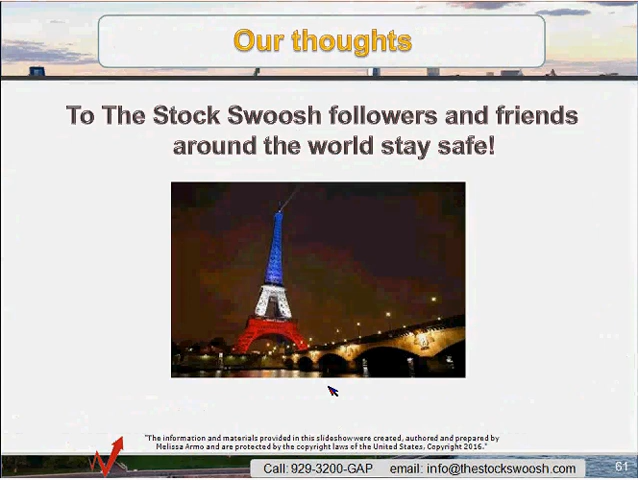 Our thoughts
To The Stock Swoosh followers and friends
around the world stay safe!
"The information and materials provided in this slideshow were created, authored and prepared by
Melissa Armo and are protected by the copyright laws of the United States, Copyright 2016."
Call: 929-3200-GAP email: info@thestockswoosh.com
61